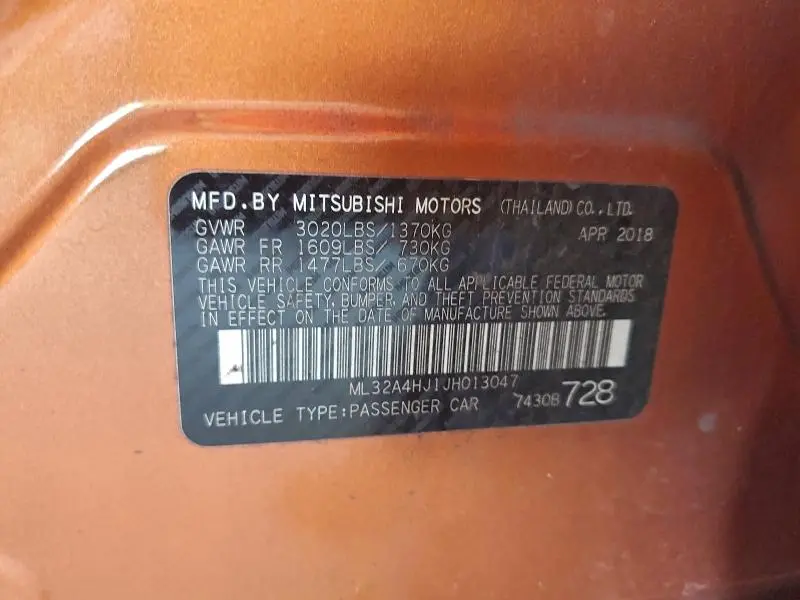 MFD.BY MITSUBISHI MOTORS (THAILAND)CO.,LTD.
GVWR 3020LBS/1370KG APR 2018
GAWR FR 1609LBS/ 730KG
GAWR RR 1477LBS/ 670KG
THIS VEHICLE CONFORMS TO ALL APPLICABLE FEDERAL MOTOR
VEHICLE SAFETY, BUMPER, AND THEFT PREVENTION STANDARDS
IN EFFECT ON THE DATE OF MANUFACTURE SHOWN ABOVE.
ML32A4HJ1JH013047
VEHICLE TYPE:PASSENGER CAR 7430B 728